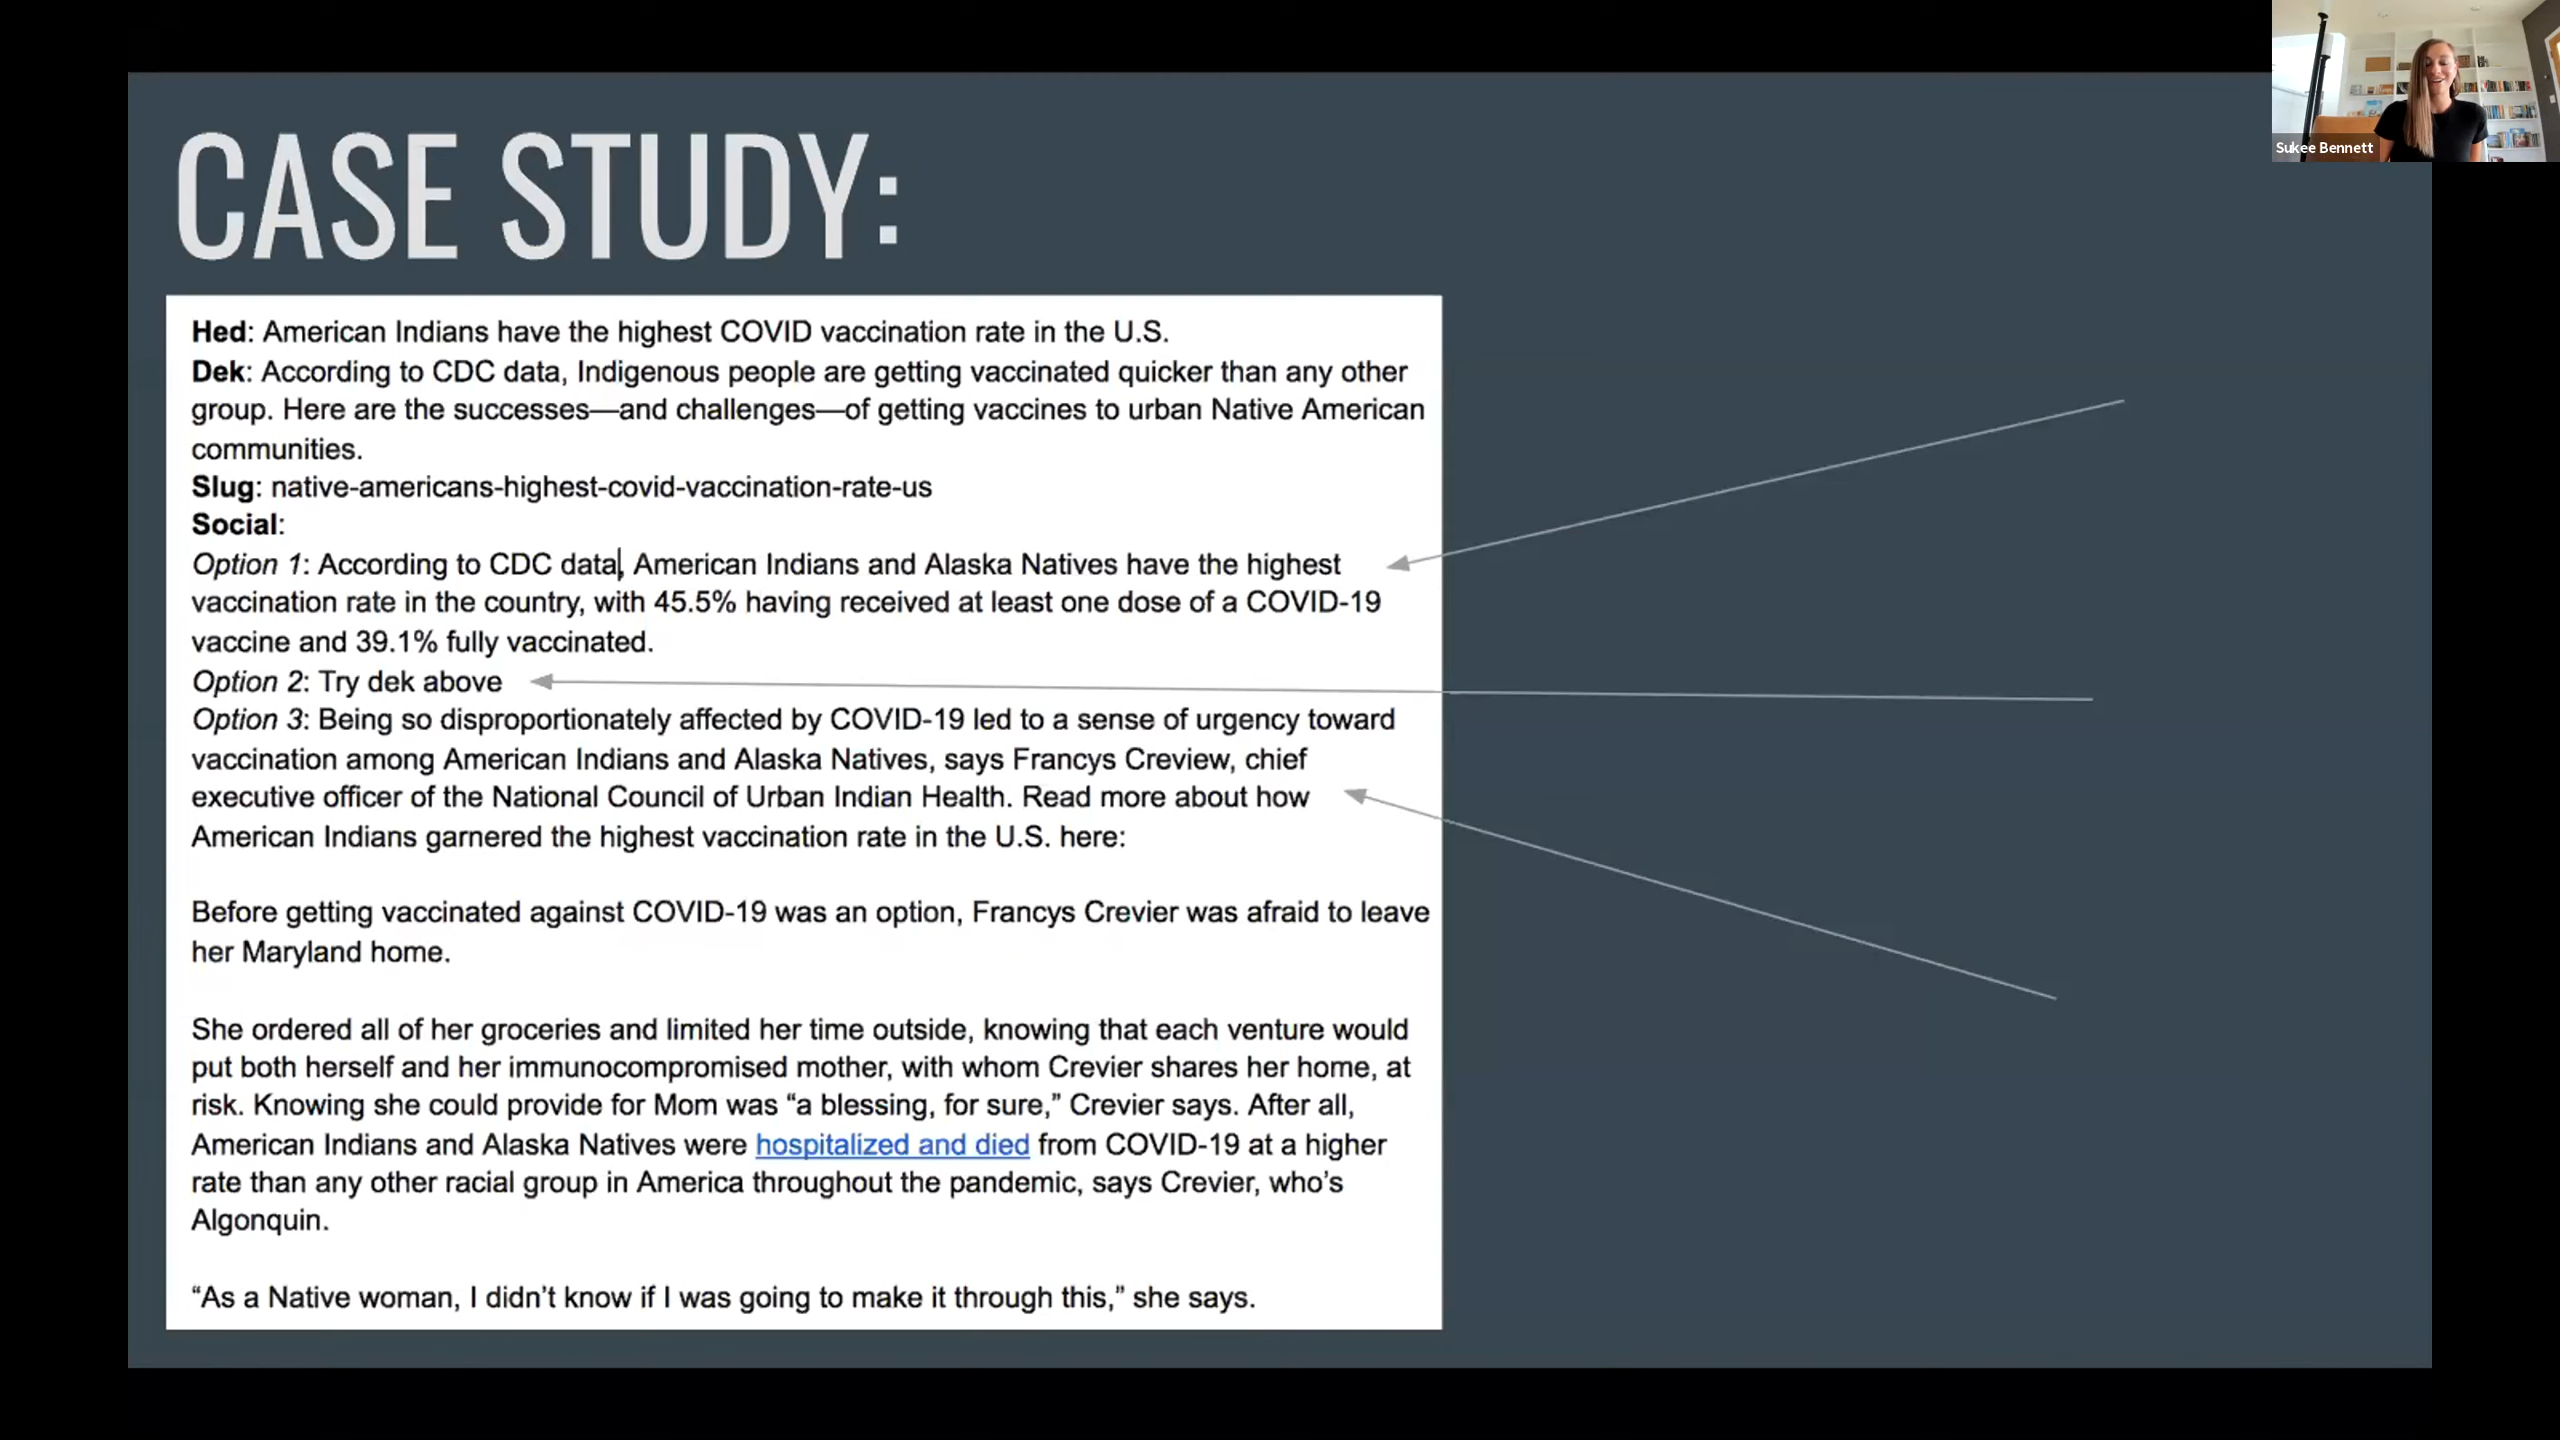 CASE STUDY:
Sukee Bennett
Hed: American Indians have the highest COVID vaccination rate in the U.S.
Dek: According to CDC data, Indigenous people are getting vaccinated quicker than any other
group. Here are the successes—and challenges—of getting vaccines to urban Native American
communities.
Slug: native-americans-highest-covid-vaccination-rate-us
Social:
Option 1: According to CDC data, American Indians and Alaska Natives have the highest
vaccination rate in the country, with 45.5% having received at least one dose of a COVID-19
vaccine and 39.1% fully vaccinated.
Option 2: Try dek above
Option 3: Being so disproportionately affected by COVID-19 led to a sense of urgency toward
vaccination among American Indians and Alaska Natives, says Francys Creview, chief
executive officer of the National Council of Urban Indian Health. Read more about how
American Indians garnered the highest vaccination rate in the U.S. here:
Before getting vaccinated against COVID-19 was an option, Francys Crevier was afraid to leave
her Maryland home.
She ordered all of her groceries and limited her time outside, knowing that each venture would
put both herself and her immunocompromised mother, with whom Crevier shares her home, at
risk. Knowing she could provide for Mom was “a blessing, for sure,” Crevier says. After all,
American Indians and Alaska Natives were hospitalized and died from COVID-19 at a higher
rate than any other racial group in America throughout the pandemic, says Crevier, who’s
Algonquin.
“As a Native woman, I didn’t know if I was going to make it through this,” she says.